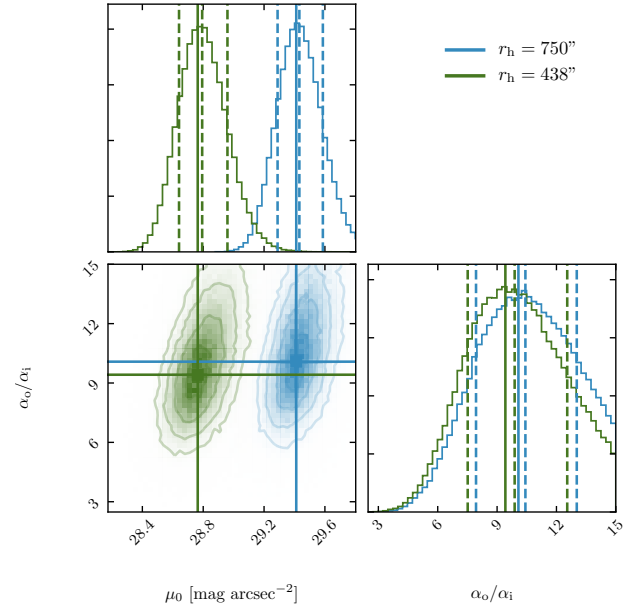 r_h = 750”
r_h = 438”
α_o/α_i
15
12
9
6
3
28.4
28.8
29.2
29.6
3
6
9
12
15
μ_0 [mag arcsec^{−2}]
α_o/α_i